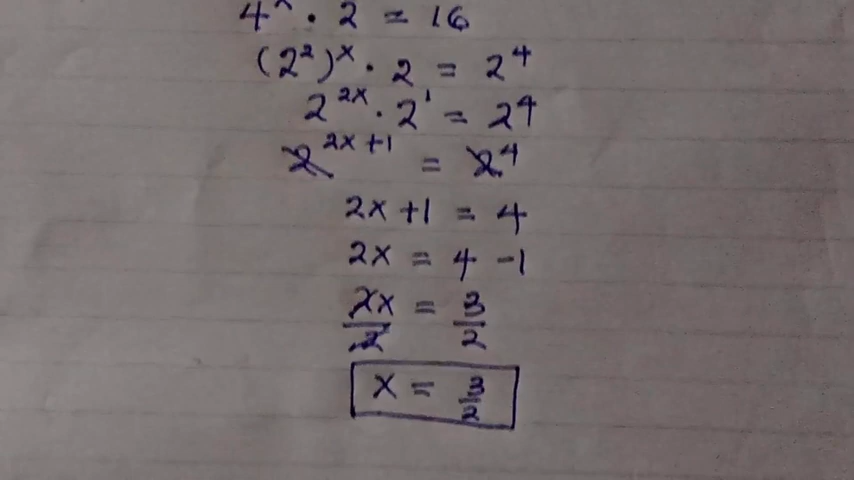 4^x · 2 = 16
(2²)^x · 2 = 2⁴
2^2x · 2¹ = 2⁴
2^2x+1 = 2⁴
2x + 1 = 4
2x = 4 - 1
2x/2 = 3/2
x = 3/2